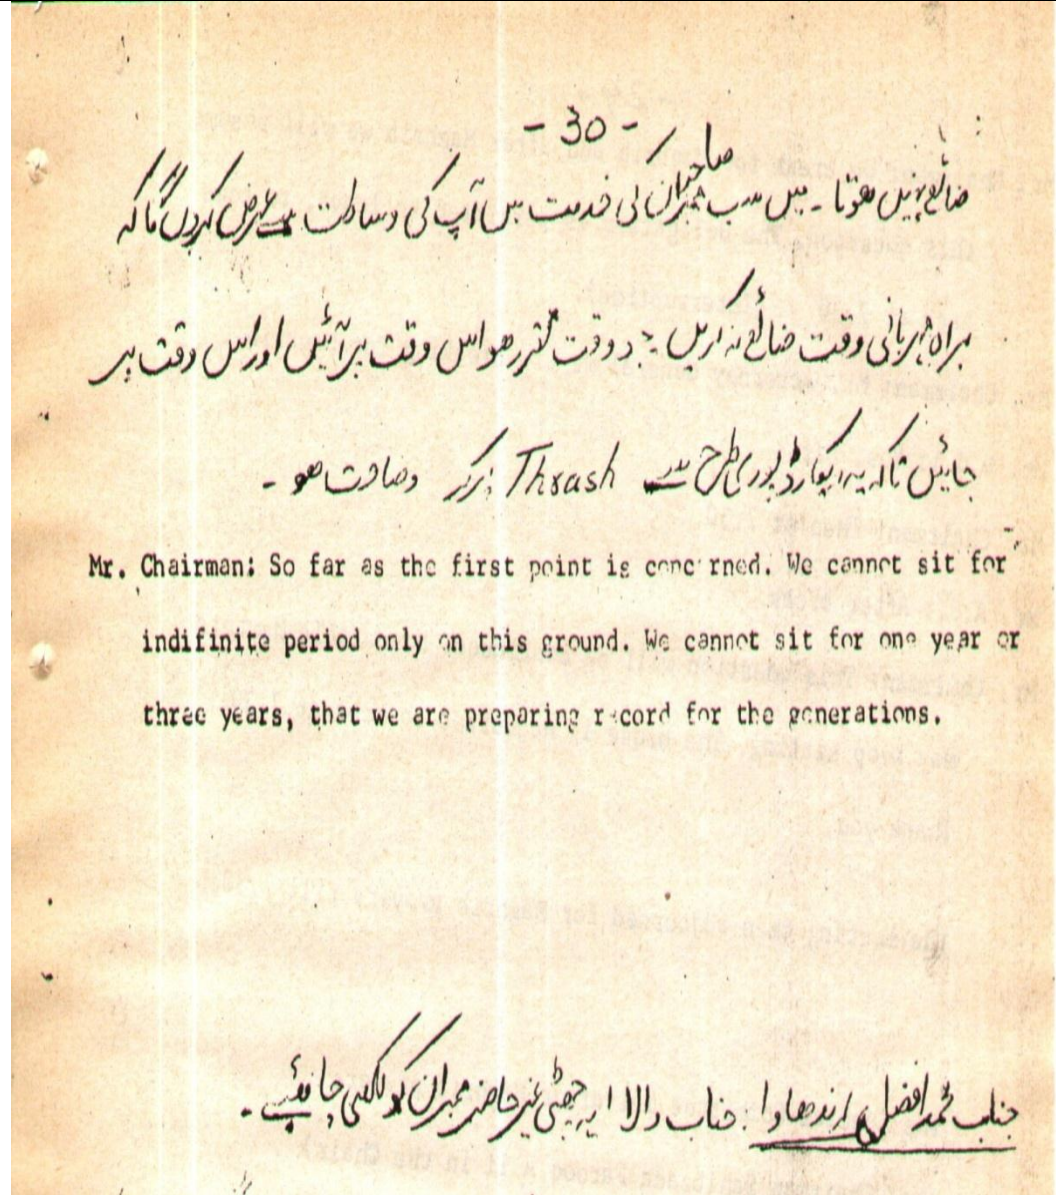 - 30 -
ضائع نہیں ہوتا۔ میں سب ممبران صاحبان کی خدمت میں آپ کی وساطت سے عرض کروں گا کہ
براہ مہربانی وقت ضائع نہ کریں۔ جو وقت مقرر ہو اس وقت پر آئیں اور اس وقت پر
جائیں تاکہ یہ ریکارڈ پوری طرح سے Thrash ہو کر وضاحت ہو۔
Mr. Chairman: So far as the first point is concerned. We cannot sit for
indifinite period only on this ground. We cannot sit for one year or
three years, that we are preparing record for the generations.
جناب محمد افضل رندھاوا: جناب والا! یہ چھٹی غیر حاضر ممبران کو لکھی جانی چاہئیے۔